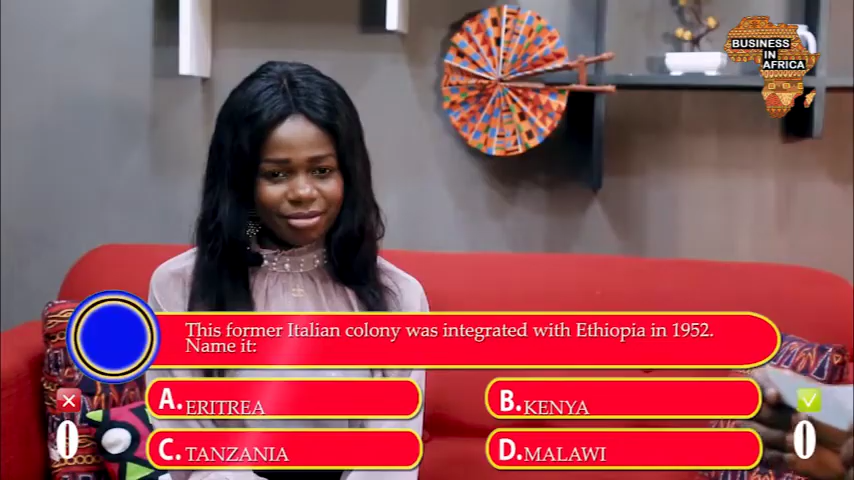 BUSINESS
IN
AFRICA
This former Italian colony was integrated with Ethiopia in 1952.
Name it:
A. ERITREA
B. KENYA
C. TANZANIA
D. MALAWI
0
0